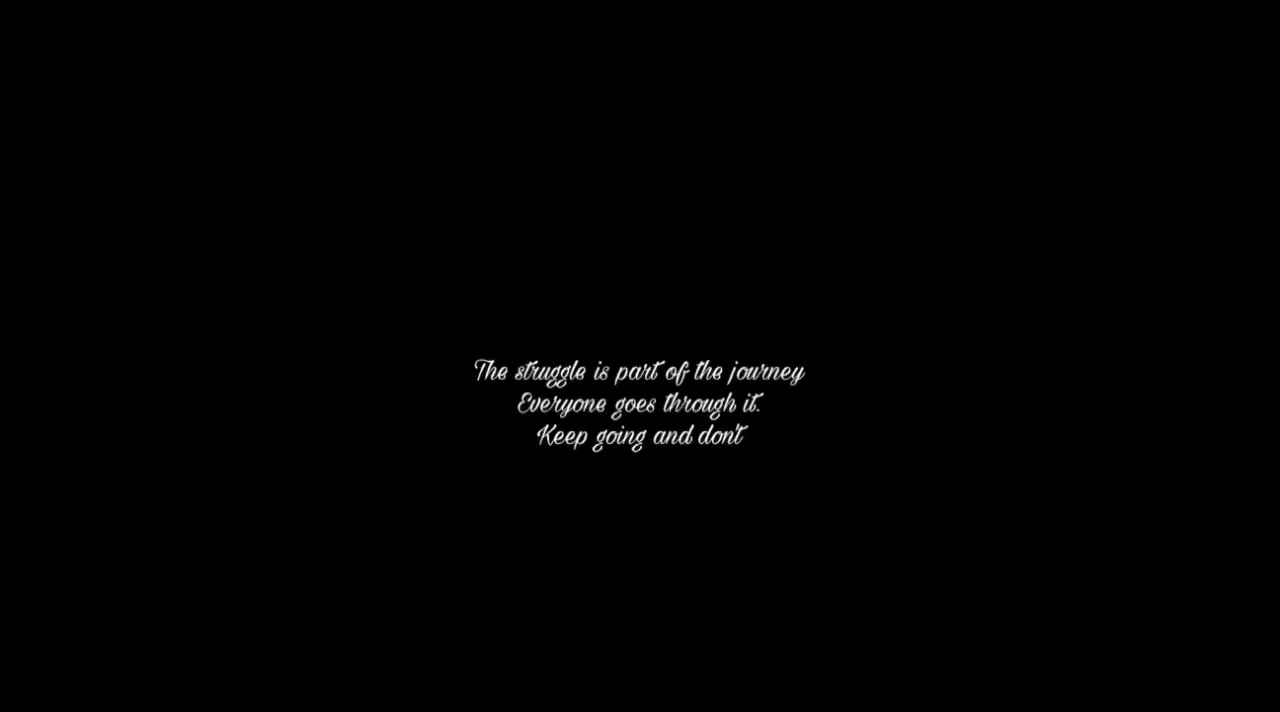 The struggle is part of the journey
Everyone goes through it.
Keep going and don't